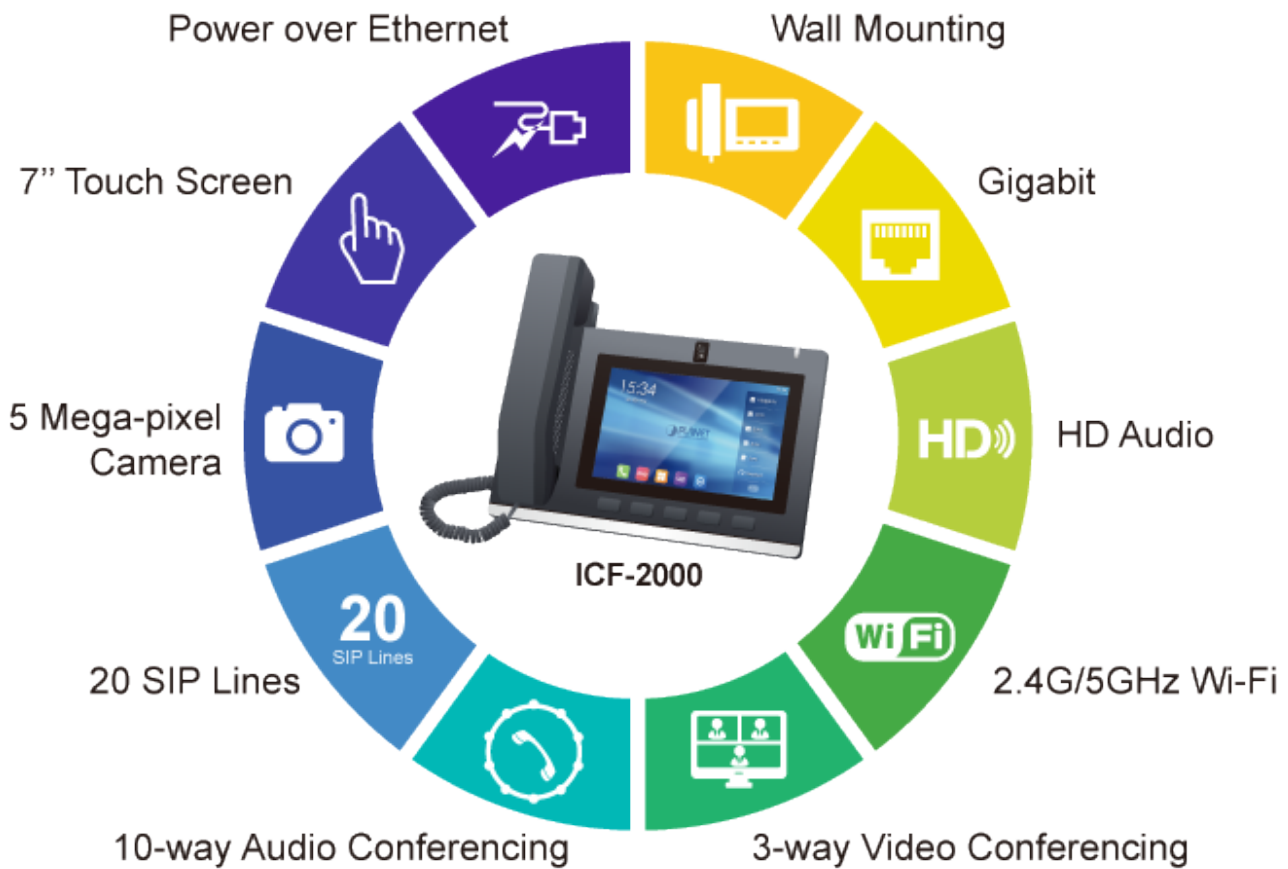 Power over Ethernet
Wall Mounting
7’’ Touch Screen
Gigabit
15:34
PLANET
5 Mega-pixel
Camera
HD
HD Audio
ICF-2000
20
SIP Lines
Wi Fi
20 SIP Lines
2.4G/5GHz Wi-Fi
10-way Audio Conferencing
3-way Video Conferencing